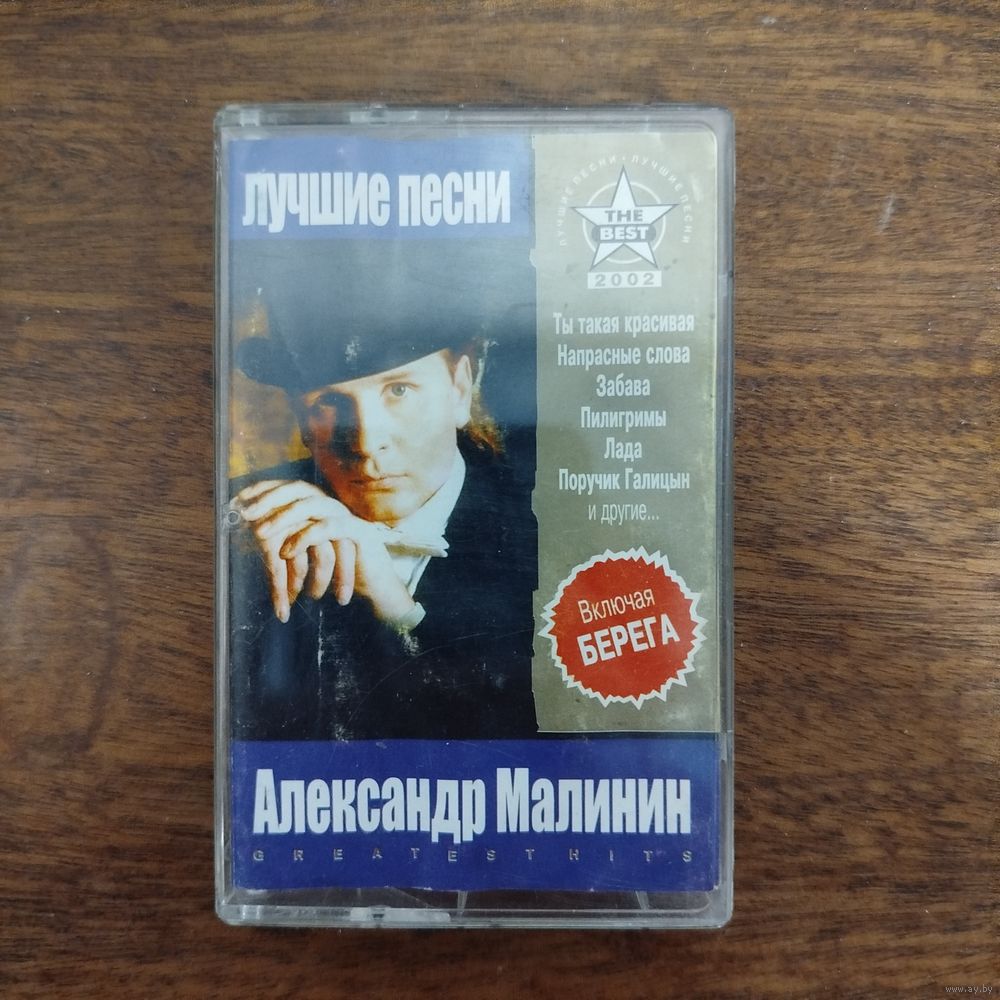 Лучшие песни
ЛУЧШИЕ ПЕСНИ • ЛУЧШИЕ ПЕСНИ
THE
BEST
2002
Ты такая красивая
Напрасные слова
Забава
Пилигримы
Лада
Поручик Галицын
и другие...
Включая
БЕРЕГА
Александр Малинин
GREATEST HITS
www.ay.by